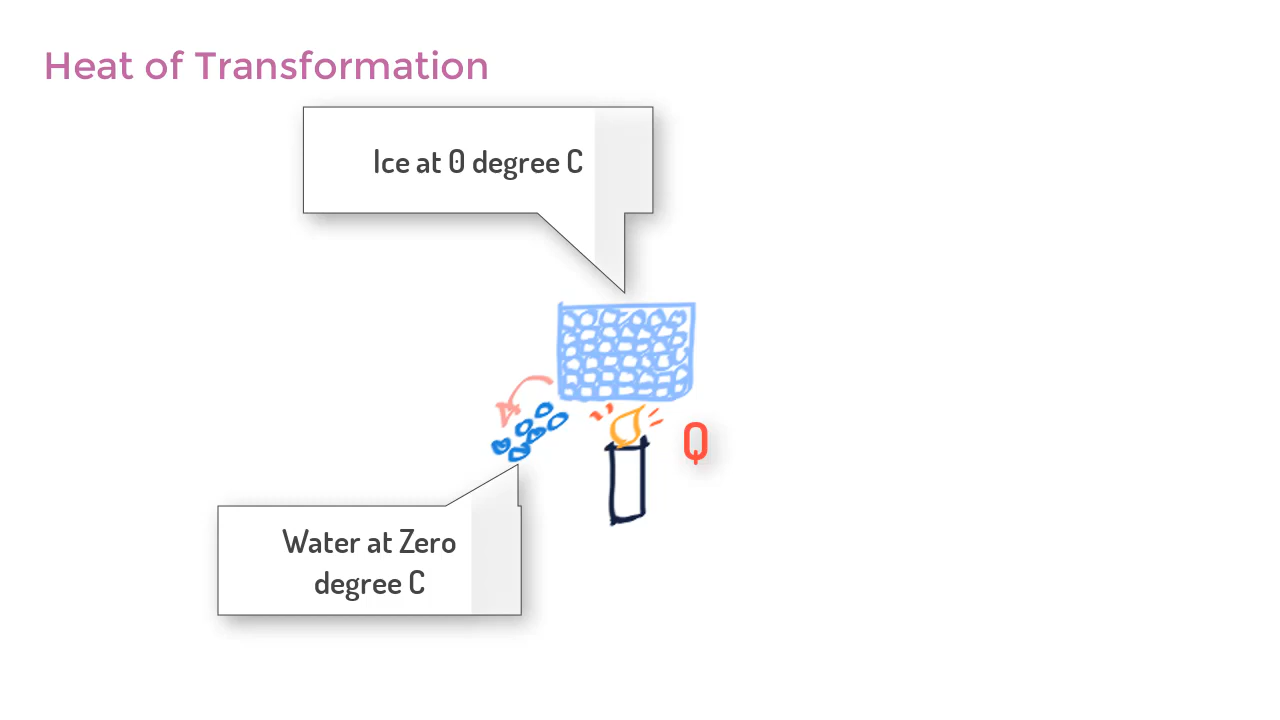 Heat of Transformation
Ice at 0 degree C
Q
Water at Zero
degree C